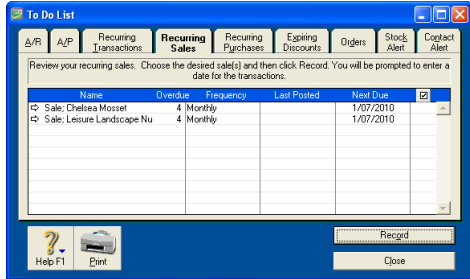 To Do List
A/R
A/P
Recurring
Transactions
Recurring
Sales
Recurring
Purchases
Expiring
Discounts
Orders
Stock
Alert
Contact
Alert
Review your recurring sales. Choose the desired sale(s) and then click Record. You will be prompted to enter a
date for the transactions.
Name Overdue Frequency Last Posted Next Due
Sale; Chelsea Mosset 4 Monthly 1/07/2010
Sale; Leisure Landscape Nu 4 Monthly 1/07/2010
Help F1
Print
Record
Close